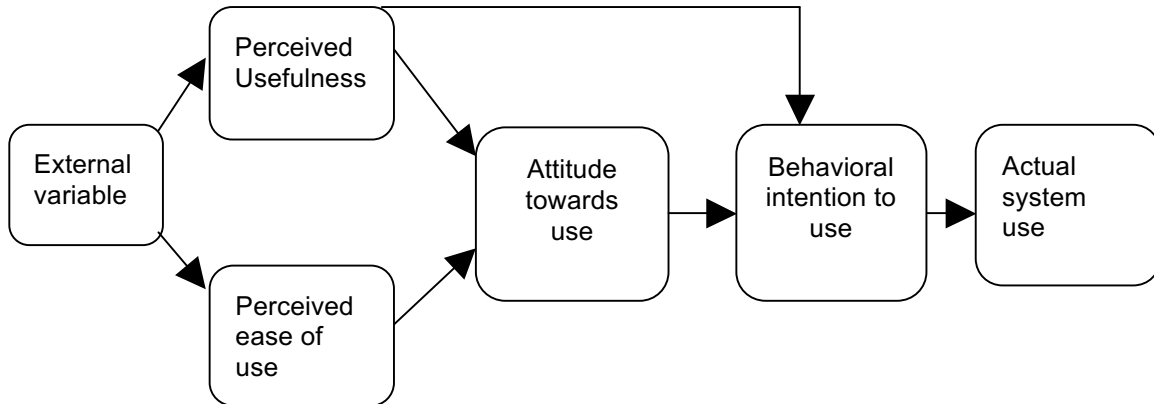 Perceived
Usefulness
External
variable
Perceived
ease of
use
Attitude
towards
use
Behavioral
intention to
use
Actual
system
use